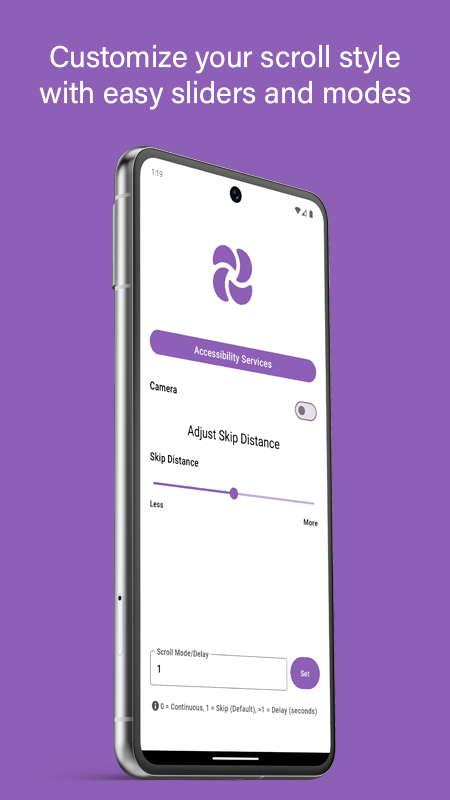 Customize your scroll style
with easy sliders and modes
1:19
Accessibility Services
Camera
Adjust Skip Distance
Skip Distance
Less
More
Scroll Mode/Delay
1
Set
0 = Continuous, 1 = Skip (Default), >1 = Delay (seconds)